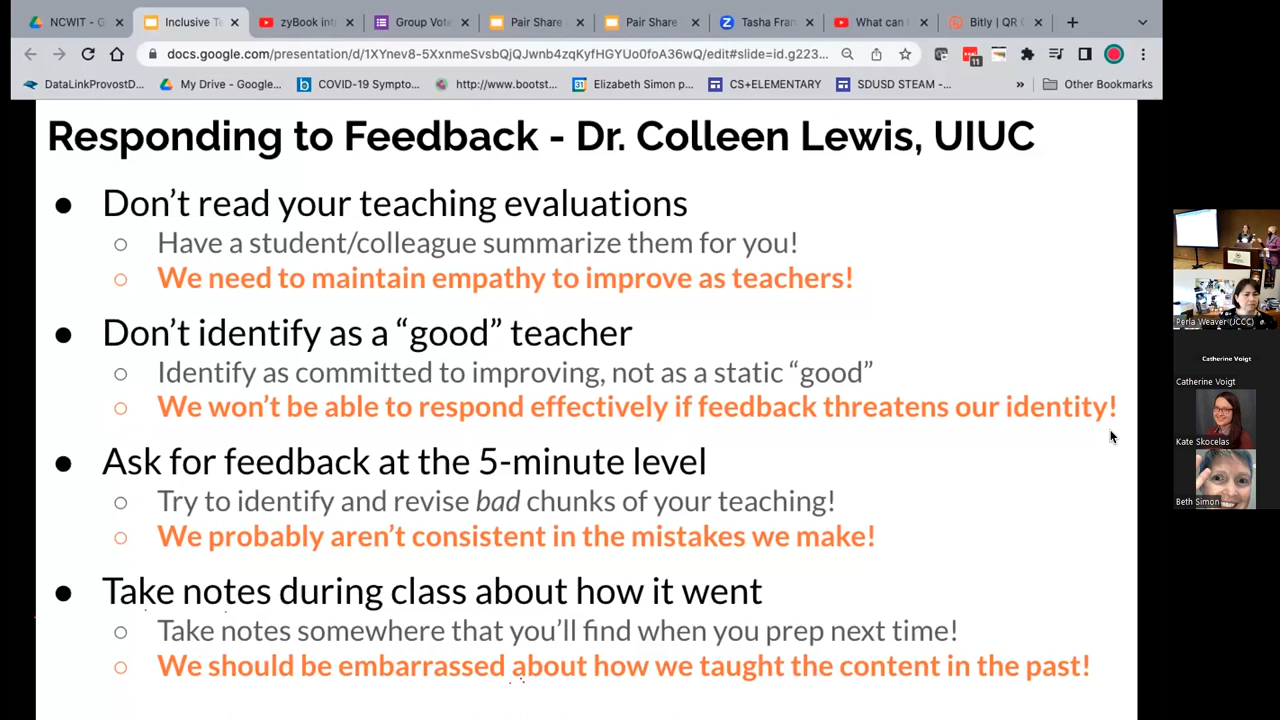 NCWIT - G
Inclusive Te
zyBook int
Group Vot
Pair Share
Pair Share
Tasha Fran
What can
Bitly | QR
docs.google.com/presentation/d/1XYnev8-5XxnmeSvsbQjQJwnb4zqKyfHGYUo0foA36wQ/edit#slide=id.g223...
11
DataLinkProvostD...
My Drive - Google...
COVID-19 Sympto...
http://www.bootst...
31
Elizabeth Simon p...
CS+ELEMENTARY
SDUSD STEAM -...
»
Other Bookmarks
Responding to Feedback - Dr. Colleen Lewis, UIUC
● Don’t read your teaching evaluations
○ Have a student/colleague summarize them for you!
○ We need to maintain empathy to improve as teachers!
● Don’t identify as a “good” teacher
○ Identify as committed to improving, not as a static “good”
○ We won’t be able to respond effectively if feedback threatens our identity!
● Ask for feedback at the 5-minute level
○ Try to identify and revise bad chunks of your teaching!
○ We probably aren’t consistent in the mistakes we make!
● Take notes during class about how it went
○ Take notes somewhere that you’ll find when you prep next time!
○ We should be embarrassed about how we taught the content in the past!
Perla Weaver (JCCC)
Catherine Voigt
Catherine Voigt
Kate Skocelas
Beth Simon